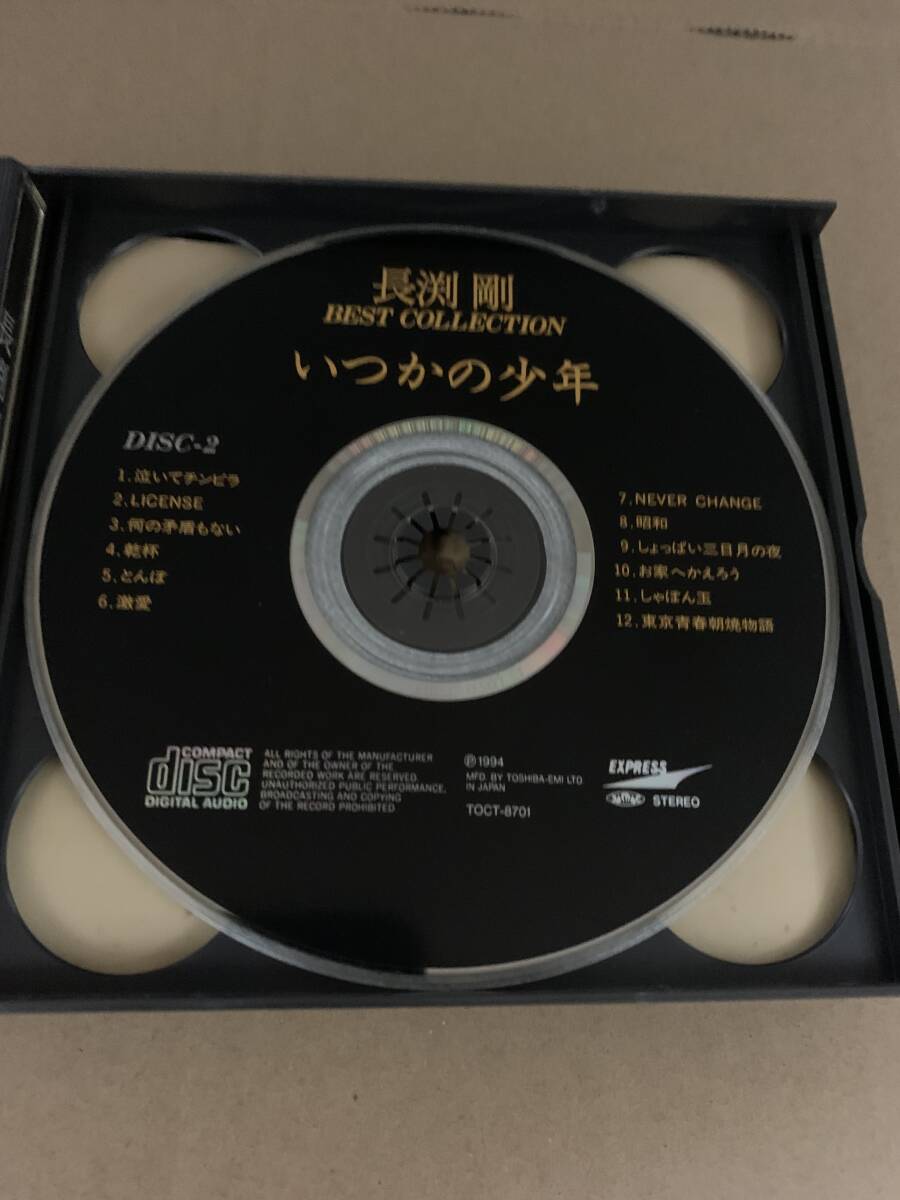 長渕 剛
BEST COLLECTION
いつかの少年
DISC-2
1.泣いてチンピラ
2.LICENSE
3.何の矛盾もない
4.乾杯
5.とんぼ
6.激愛
7.NEVER CHANGE
8.昭和
9.しょっぱい三日月の夜
10.お家へかえろう
11.しゃぼん玉
12.東京青春朝焼物語
COMPACT
disc
DIGITAL AUDIO
ALL RIGHTS OF THE MANUFACTURER
AND OF THE OWNER OF THE
RECORDED WORK ARE RESERVED.
UNAUTHORIZED PUBLIC PERFORMANCE,
BROADCASTING AND COPYING
OF THE RECORD PROHIBITED.
℗1994
MFD. BY TOSHIBA-EMI LTD
IN JAPAN
TOCT-8701
EXPRESS
STEREO